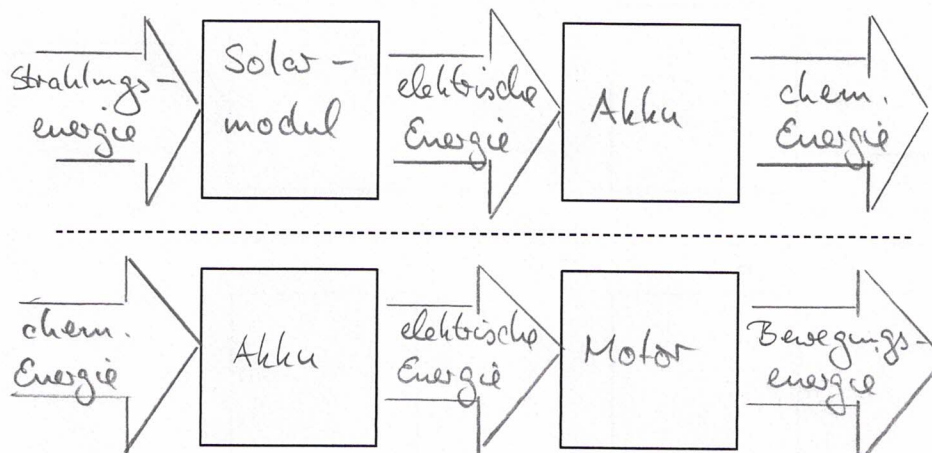 Strahlungs-
energie
Solar-
modul
elektrische
Energie
Akku
chem.
Energie
chem.
Energie
Akku
elektrische
Energie
Motor
Bewegungs-
energie